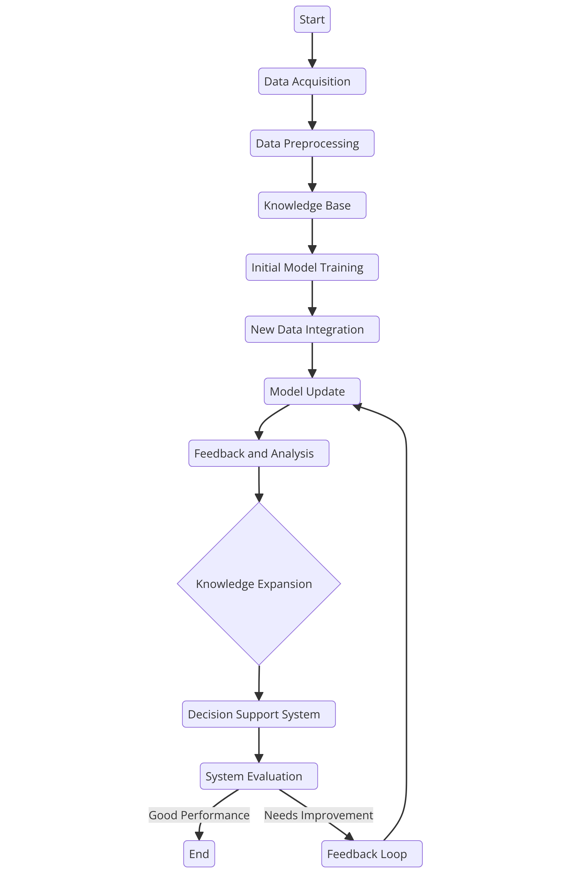 Start
Data Acquisition
Data Preprocessing
Knowledge Base
Initial Model Training
New Data Integration
Model Update
Feedback and Analysis
Knowledge Expansion
Decision Support System
System Evaluation
Good Performance
Needs Improvement
End
Feedback Loop